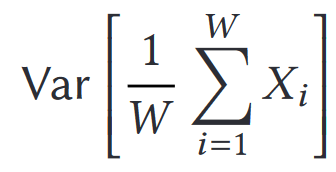 Var [ 1/W ∑_{i=1}^{W} X_i ]